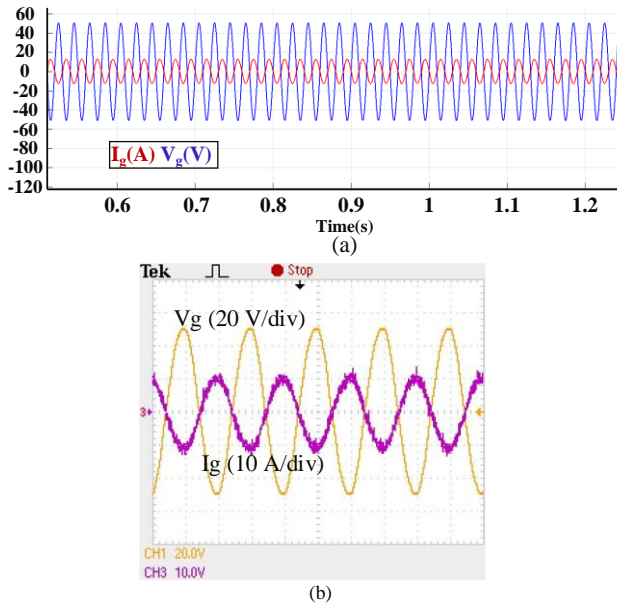 60
40
20
0
-20
-40
-60
-80
-100
-120
I_g(A) V_g(V)
0.6 0.7 0.8 0.9 1 1.1 1.2
Time(s)
(a)
Tek Stop
Vg (20 V/div)
3
Ig (10 A/div)
CH1 20.0V
CH3 10.0V
(b)